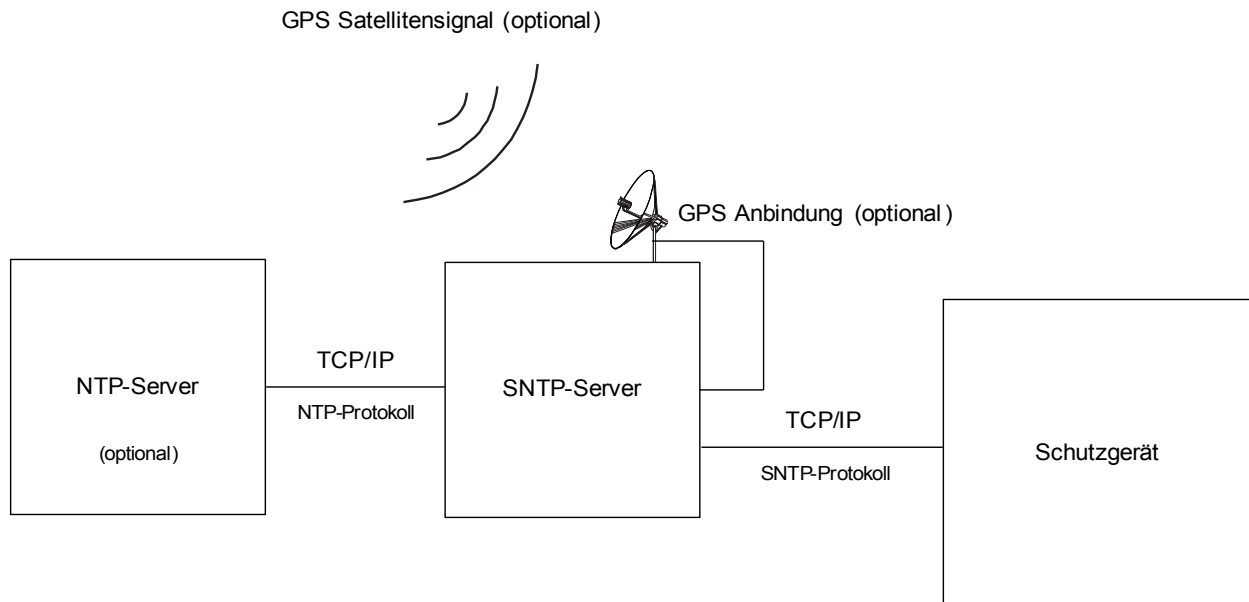 GPS Satellitensignal (optional)
GPS Anbindung (optional)
NTP-Server
(optional)
TCP/IP
NTP-Protokoll
SNTP-Server
TCP/IP
SNTP-Protokoll
Schutzgerät